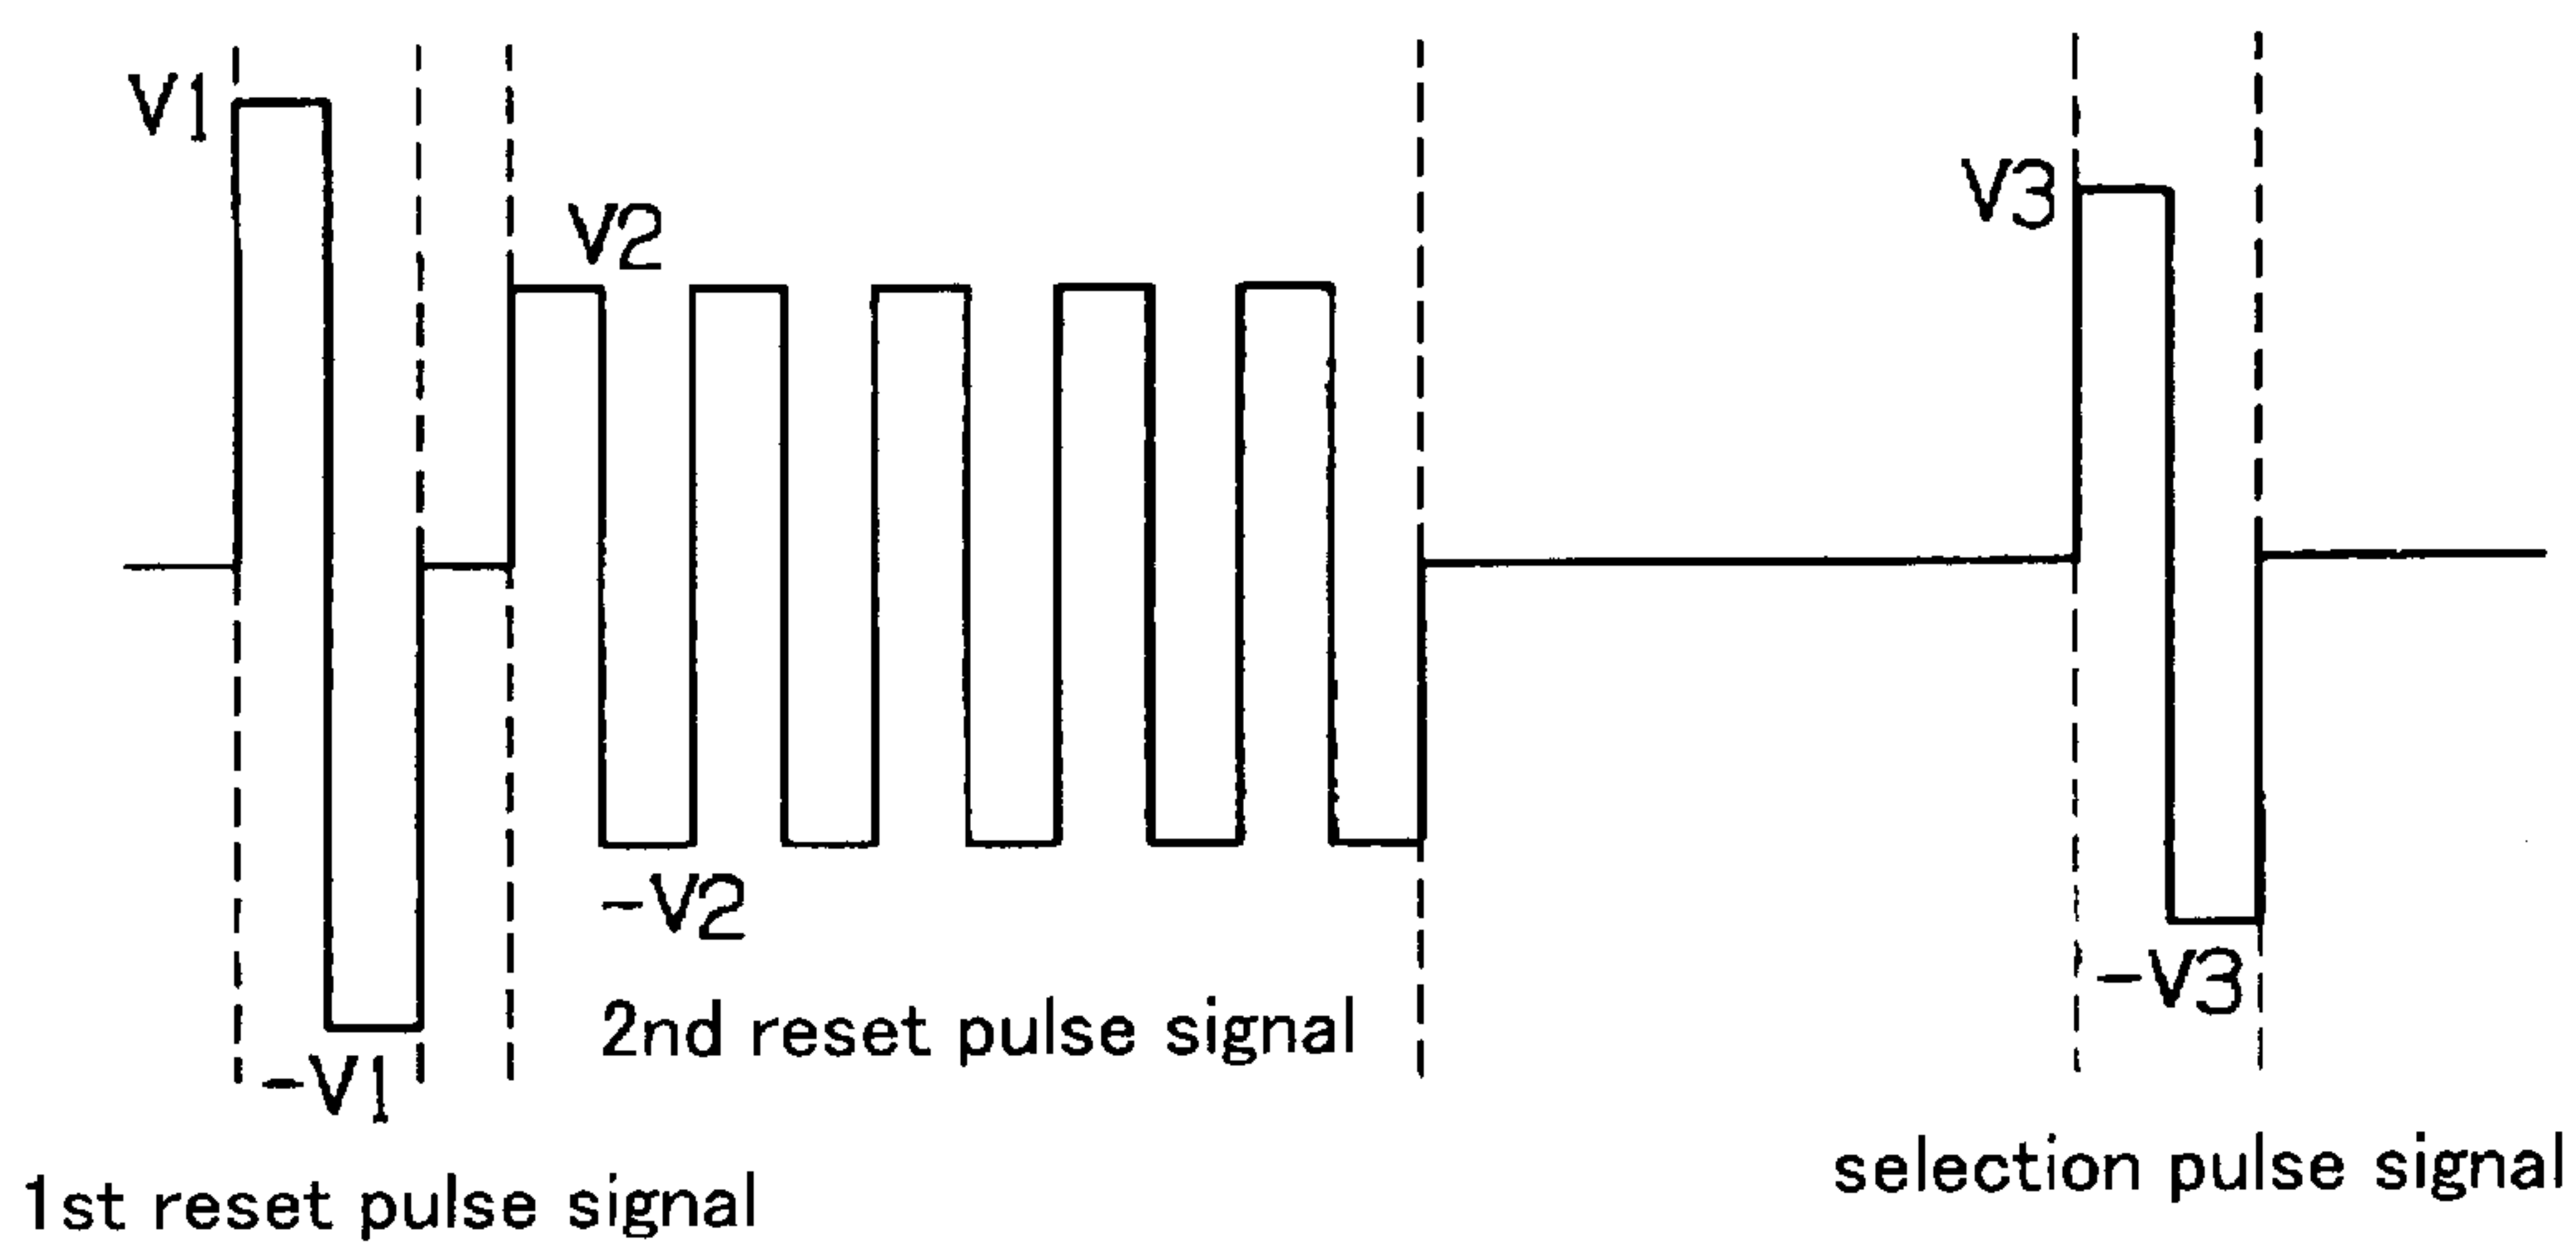 V1
V2
V3
-V2
-V3
2nd reset pulse signal
-V1
selection pulse signal
1st reset pulse signal